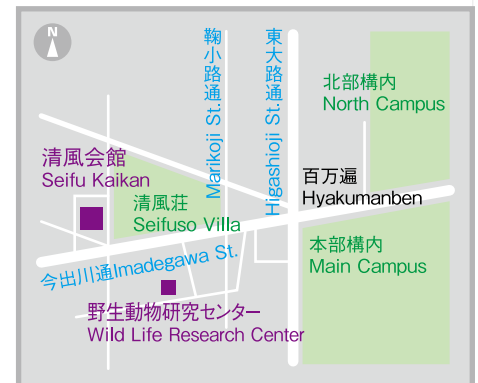 N
鞠小路通
Marikoji St.
東大路通
Higashioji St.
北部構内
North Campus
清風会館
Seifu Kaikan
清風荘
Seifuso Villa
百万遍
Hyakumanben
今出川通Imadegawa St.
本部構内
Main Campus
野生動物研究センター
Wild Life Research Center